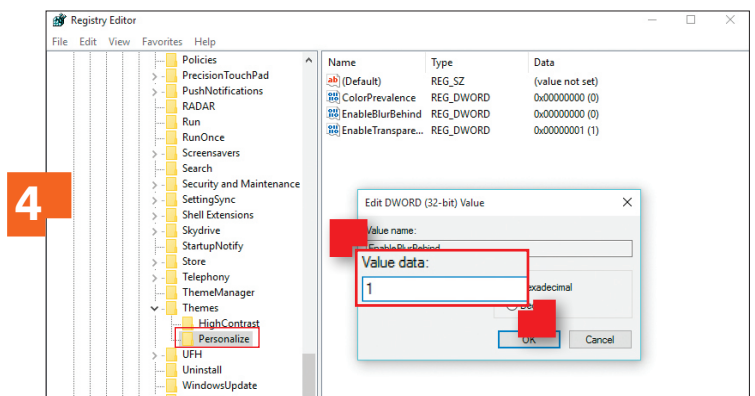 Registry Editor
File Edit View Favorites Help
4
Policies
PrecisionTouchPad
PushNotifications
RADAR
Run
RunOnce
Screensavers
Search
Security and Maintenance
SettingSync
Shell Extensions
Skydrive
StartupNotify
Store
Telephony
ThemeManager
Themes
HighContrast
Personalize
UFH
Uninstall
WindowsUpdate
Name Type Data
ab (Default) REG_SZ (value not set)
ColorPrevalence REG_DWORD 0x00000000 (0)
EnableBlurBehind REG_DWORD 0x00000000 (0)
EnableTranspare... REG_DWORD 0x00000001 (1)
Edit DWORD (32-bit) Value
Value name:
EnableBlurBehind
Value data:
1
exadecimal
OK Cancel